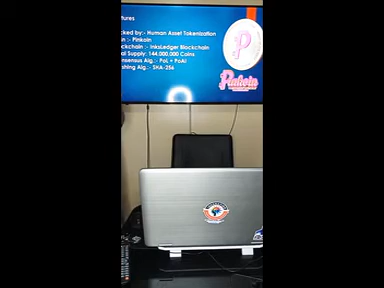 tures
cked by:- Human Asset Tokenization
in :- Pinkoin
ckchain :- InksLedger Blockchain
al Supply: 144,000,000 Coins
nsensus Alg.:- PoL + PoAI
shing Alg.:- SHA-256
P
Pinkoin